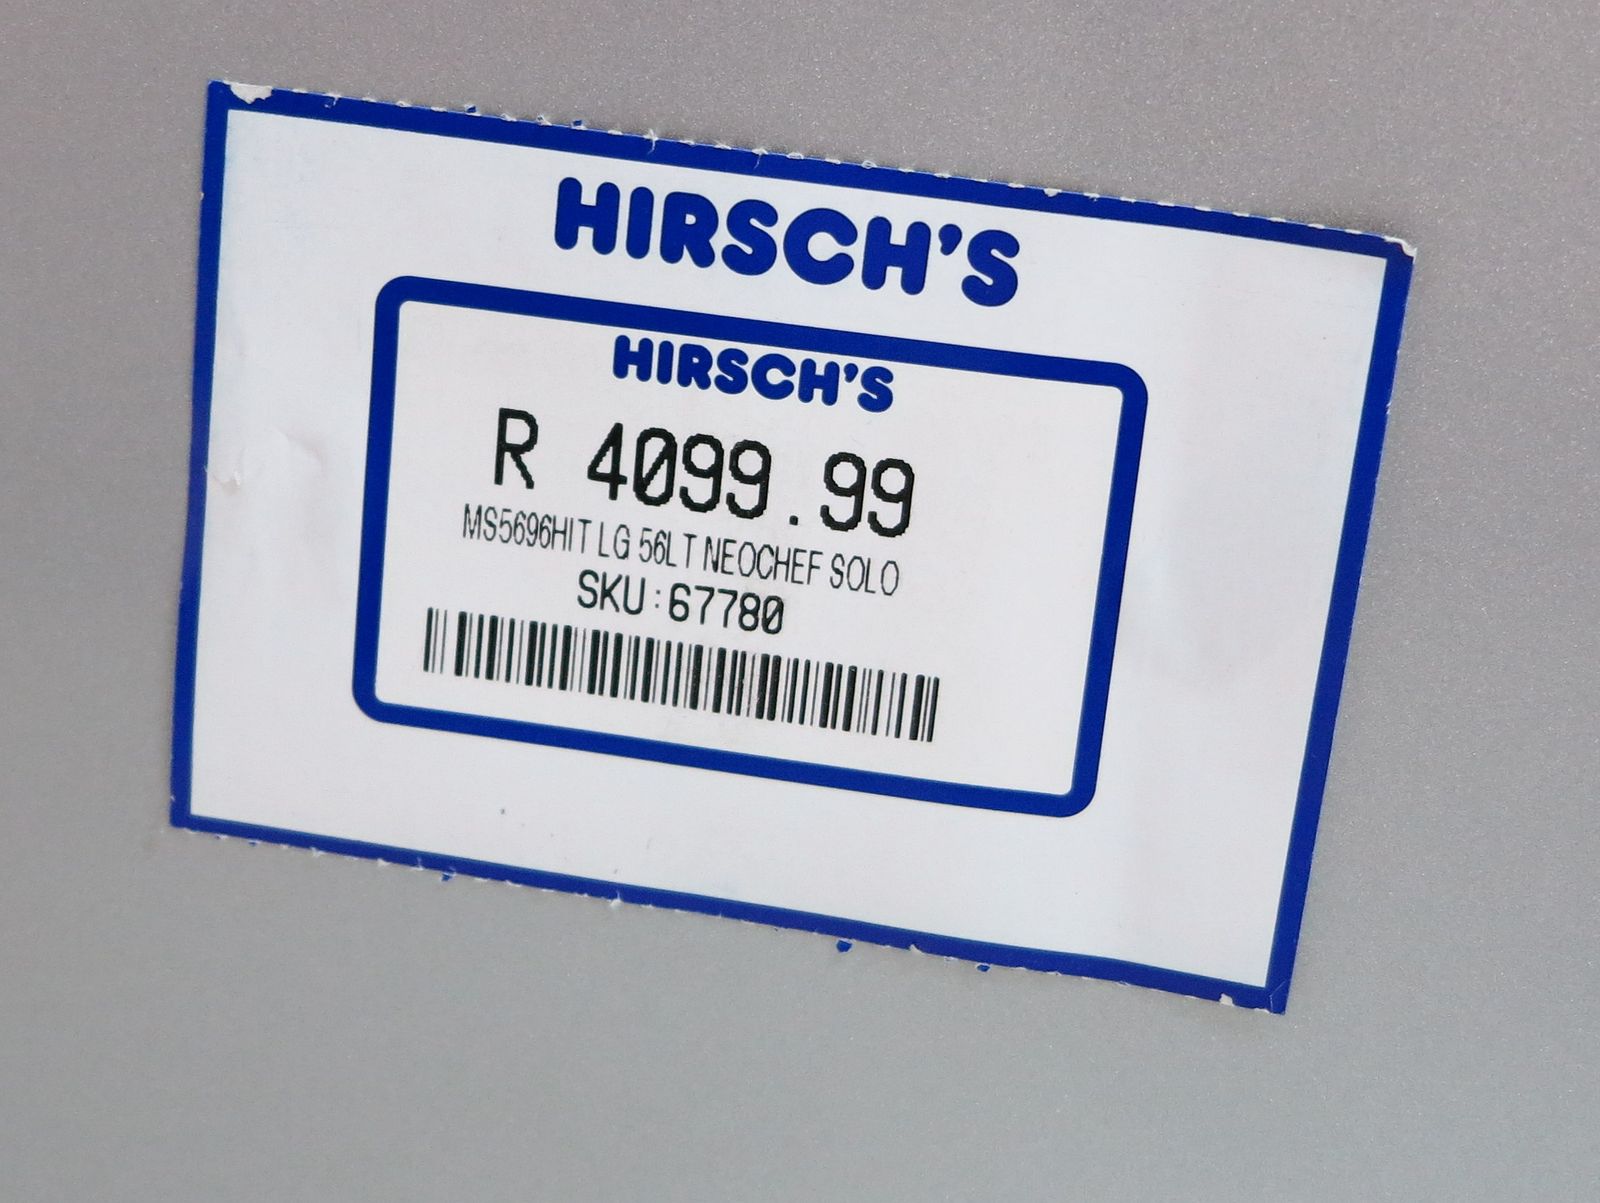 HIRSCH'S
HIRSCH'S
R 4099.99
MS5696HIT LG 56LT NEOCHEF SOLO
SKU:67780